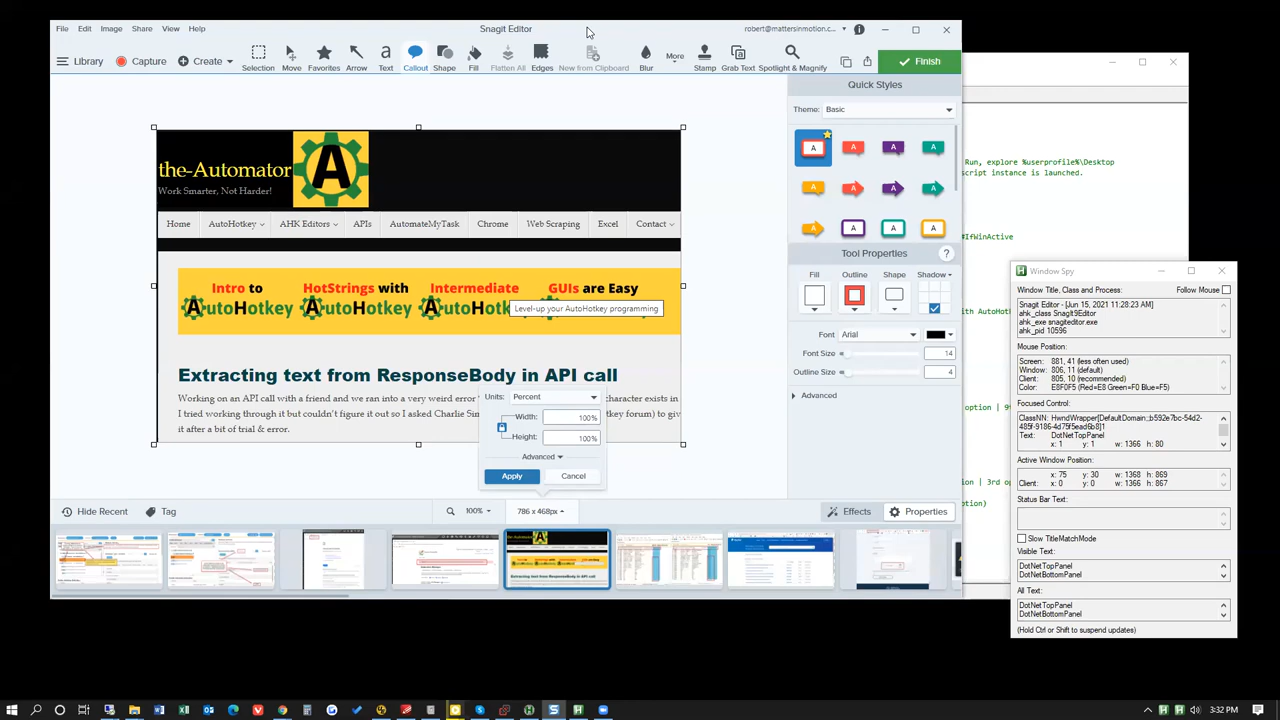 File Edit Image Share View Help
Snagit Editor
robert@mattersinmotion.c...
Library Capture Create
Selection Move Favorites Arrow Text Callout Shape Fill Flatten All Edges New from Clipboard Blur More Stamp Grab Text Spotlight & Magnify
Finish
Quick Styles
Theme: Basic
the-Automator
Work Smarter, Not Harder!
A
Home AutoHotkey AHK Editors APIs AutomateMyTask Chrome Web Scraping Excel Contact
Intro to HotStrings with Intermediate GUIs are Easy
AutoHotkey AutoHotkey AutoHotk
Level-up your AutoHotkey programming
Extracting text from ResponseBody in API call
Working on an API call with a friend and we ran into a very weird error
character exists in
I tried working through it but couldn't figure it out so I asked Charlie Sim
tkey forum) to giv
it after a bit of trial & error.
Units: Percent
Width: 100%
Height: 100%
Advanced
Apply Cancel
A A A A
A A A A
A A A A
Tool Properties ?
Fill Outline Shape Shadow
Font Arial
Font Size 14
Outline Size 4
Advanced
Hide Recent Tag
100% 786 x 468px
Effects Properties
Extracting text from ResponseBody in API call
Run, explore %userprofile%\Desktop
script instance is launched.
#IfWinActive
with AutoH
option | 9
option | 3rd o
option)
Window Spy
Window Title, Class and Process: Follow Mouse
Snagit Editor - [Jun 15, 2021 11:28:23 AM]
ahk_class SnagIt9Editor
ahk_exe snagiteditor.exe
ahk_pid 10596
Mouse Position:
Screen: 881, 41 (less often used)
Window: 806, 11 (default)
Client: 805, 10 (recommended)
Color: E8F0F5 (Red=E8 Green=F0 Blue=F5)
Focused Control:
ClassNN: HwndWrapper[DefaultDomain;;b592e7bc-54d2-
485f-9186-4d75f5ead6b8]1
Text: DotNetTopPanel
x: 1 y: 1 w: 1366 h: 80
Active Window Position:
x: 75 y: 30 w: 1368 h: 869
Client: x: 0 y: 0 w: 1366 h: 867
Status Bar Text:
Slow TitleMatchMode
Visible Text:
DotNetTopPanel
DotNetBottomPanel
All Text:
DotNetTopPanel
DotNetBottomPanel
(Hold Ctrl or Shift to suspend updates)
3:32 PM